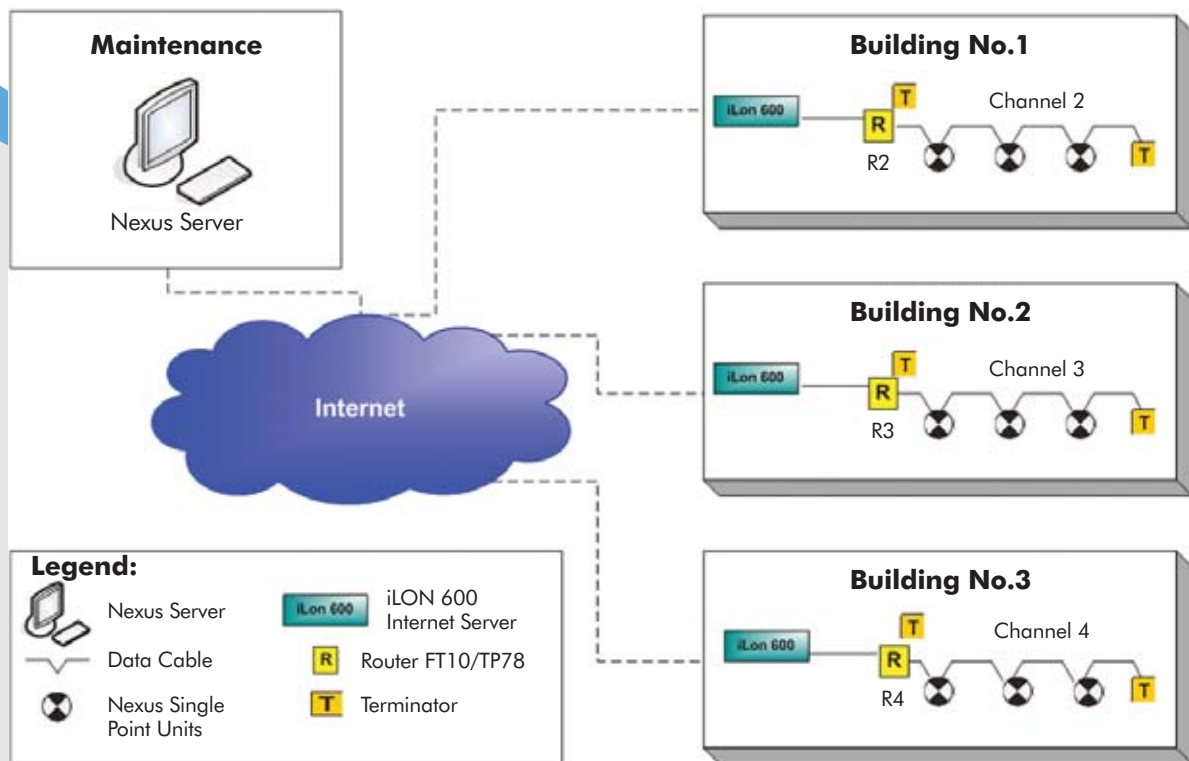 Maintenance
Nexus Server
Internet
Building No.1
iLon 600
T
Channel 2
R
R2
T
Building No.2
iLon 600
T
Channel 3
R
R3
T
Building No.3
iLon 600
T
Channel 4
R
R4
T
Legend:
Nexus Server
iLon 600
iLON 600
Internet Server
Data Cable
R
Router FT10/TP78
Nexus Single
Point Units
T
Terminator